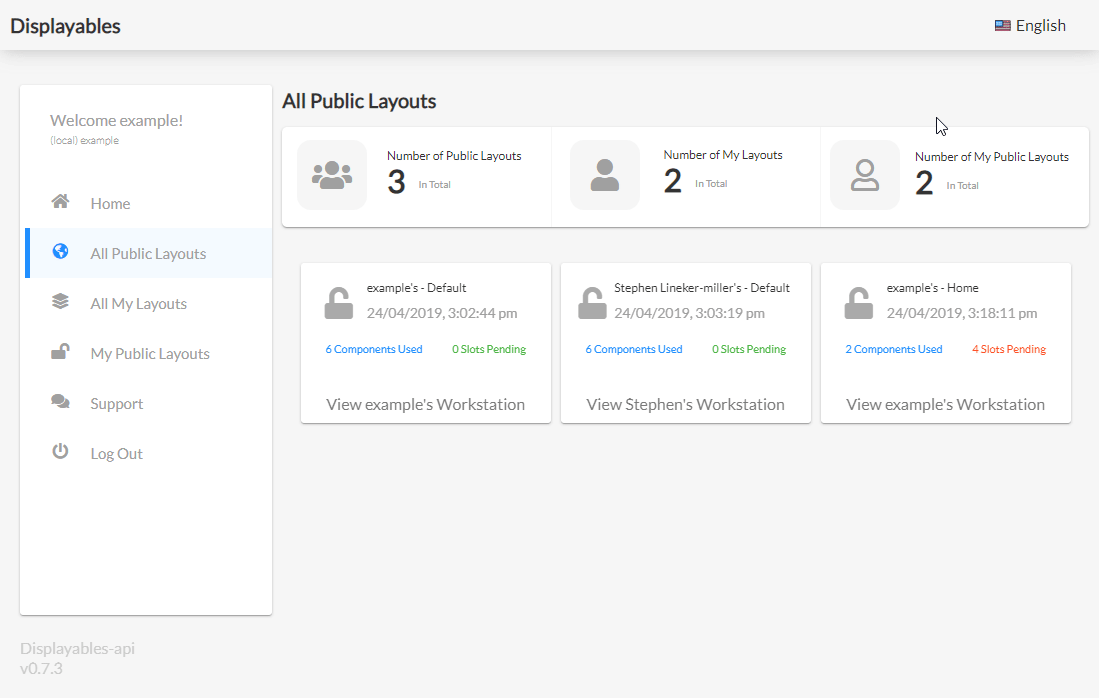 Displayables
English
Welcome example!
(local) example
Home
All Public Layouts
All My Layouts
My Public Layouts
Support
Log Out
Displayables-api
v0.7.3
All Public Layouts
Number of Public Layouts
3 In Total
Number of My Layouts
2 In Total
Number of My Public Layouts
2 In Total
example's - Default
24/04/2019, 3:02:44 pm
6 Components Used 0 Slots Pending
View example's Workstation
Stephen Lineker-miller's - Default
24/04/2019, 3:03:19 pm
6 Components Used 0 Slots Pending
View Stephen's Workstation
example's - Home
24/04/2019, 3:18:11 pm
2 Components Used 4 Slots Pending
View example's Workstation